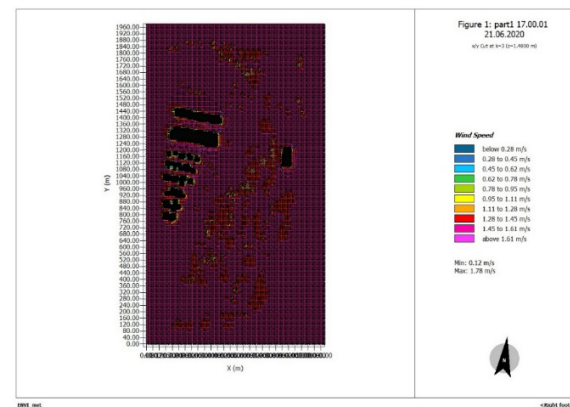 Figure 1: part1 17.00.01
21.06.2020
x/y Cut at k=3 (z=1.4000 m)
1960.00
1920.00
1880.00
1840.00
1800.00
1760.00
1720.00
1680.00
1640.00
1600.00
1560.00
1520.00
1480.00
1440.00
1400.00
1360.00
1320.00
1280.00
1240.00
1200.00
1160.00
1120.00
1080.00
1040.00
1000.00
960.00
920.00
880.00
840.00
800.00
760.00
720.00
680.00
640.00
600.00
560.00
520.00
480.00
440.00
400.00
360.00
320.00
280.00
240.00
200.00
160.00
120.00
80.00
40.00
0.00
Y (m)
X (m)
Wind Speed
below 0.28 m/s
0.28 to 0.45 m/s
0.45 to 0.62 m/s
0.62 to 0.78 m/s
0.78 to 0.95 m/s
0.95 to 1.11 m/s
1.11 to 1.28 m/s
1.28 to 1.45 m/s
1.45 to 1.61 m/s
above 1.61 m/s
Min: 0.12 m/s
Max: 1.78 m/s
N
ENVI_met
<Right foot